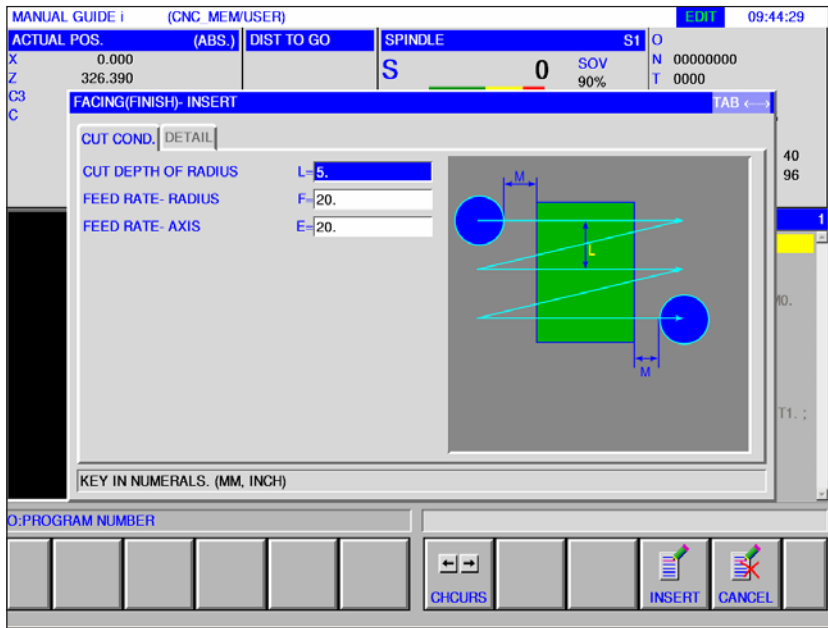 MANUAL GUIDE i (CNC_MEM/USER) EDIT 09:44:29
ACTUAL POS. (ABS.) DIST TO GO SPINDLE S1 O
X 0.000 S 0 SOV N 00000000
Z 326.390 90% T 0000
C3
C
FACING(FINISH)- INSERT TAB ←→
CUT COND. DETAIL
CUT DEPTH OF RADIUS L=5.
FEED RATE- RADIUS F=20.
FEED RATE- AXIS E=20.
M
L
M
40
96
1
M0.
T1. ;
KEY IN NUMERALS. (MM, INCH)
O:PROGRAM NUMBER
CHCURS INSERT CANCEL